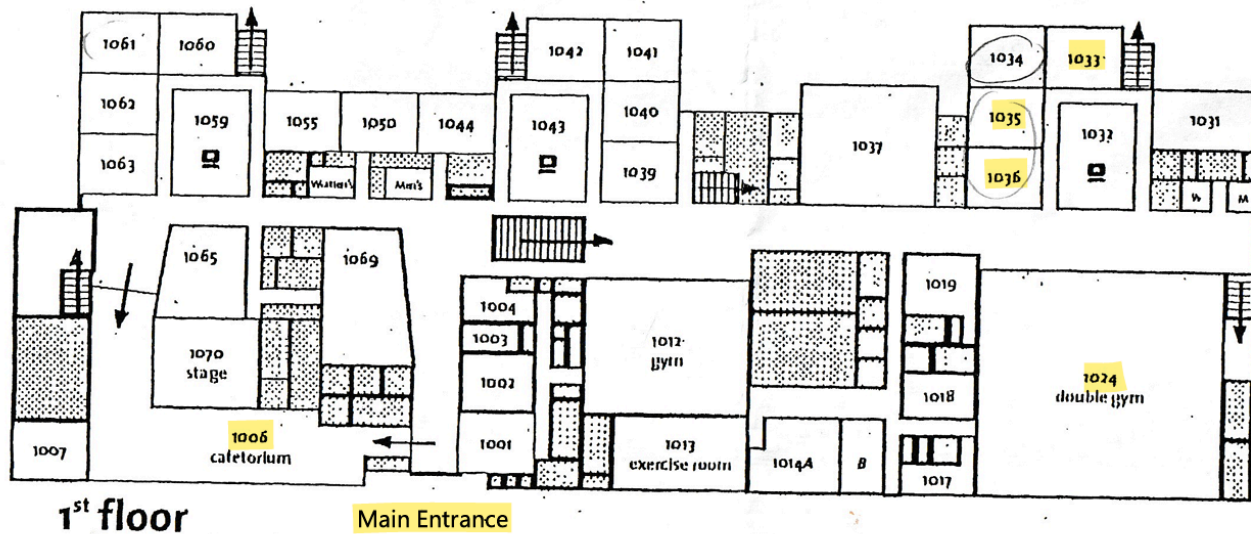 1061
1060
1042
1041
1034
1033
1062
1059
1055
1050
1044
1043
1040
1037
1035
1032
1031
1063
Women's
Men's
1039
1036
W
M
1065
1069
1019
1004
1003
1012
gym
1070
stage
1002
1024
double gym
1018
1006
cafetorium
1007
1001
1013
exercise room
1014A
B
1017
1st floor
Main Entrance